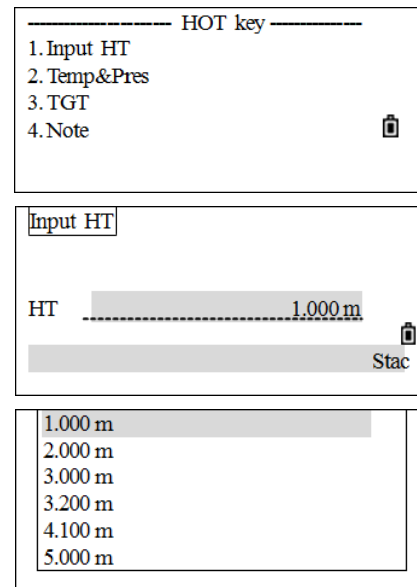 HOT key
1. Input HT
2. Temp&Pres
3. TGT
4. Note
Input HT
HT 1.000 m
Stac
1.000 m
2.000 m
3.000 m
3.200 m
4.100 m
5.000 m